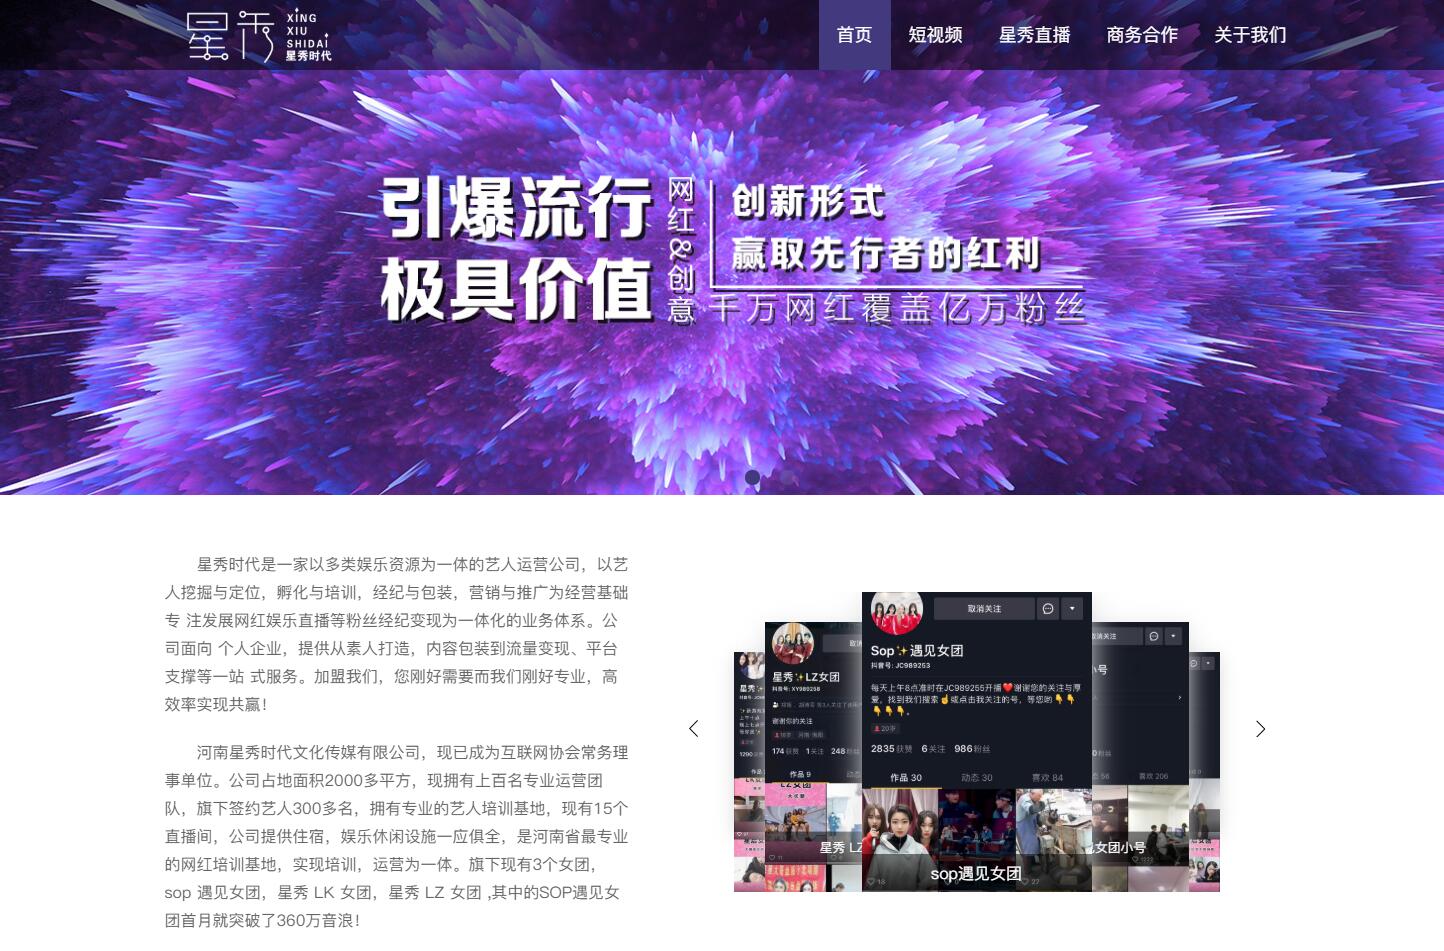 星秀
XING
XIU
SHIDAI
星秀时代
首页
短视频
星秀直播
商务合作
关于我们
引爆流行
极具价值
网红&创意
创新形式
赢取先行者的红利
千万网红覆盖亿万粉丝
星秀时代是一家以多类娱乐资源为一体的艺人运营公司，以艺
人挖掘与定位，孵化与培训，经纪与包装，营销与推广为经营基础
专 注发展网红娱乐直播等粉丝经纪变现为一体化的业务体系。公
司面向 个人企业，提供从素人打造，内容包装到流量变现、平台
支撑等一站 式服务。加盟我们，您刚好需要而我们刚好专业，高
效率实现共赢！
河南星秀时代文化传媒有限公司，现已成为互联网协会常务理
事单位。公司占地面积2000多平方，现拥有上百名专业运营团
队，旗下签约艺人300多名，拥有专业的艺人培训基地，现有15个
直播间，公司提供住宿，娱乐休闲设施一应俱全，是河南省最专业
的网红培训基地，实现培训，运营为一体。旗下现有3个女团，
sop 遇见女团，星秀 LK 女团，星秀 LZ 女团 ,其中的SOP遇见女
团首月就突破了360万音浪！
星秀✨LZ女团
抖音号: XY989258
谢谢你的关注
174获赞 1关注 248
作品 9
LZ女团
星秀 LZ
取消关注
Sop✨遇见女团
抖音号: JC989253
每天上午8点准时在JC989255开播❤️谢谢您的关注与厚
爱，找到我们搜索☝️或点击我关注的号，等您哟👇👇
👇👇👇👇。
20岁
2835获赞 6关注 986粉丝
作品 30
动态 30
喜欢 84
18
27
sop遇见女团
取消关注
小号
喜欢 206
1222
女团小号